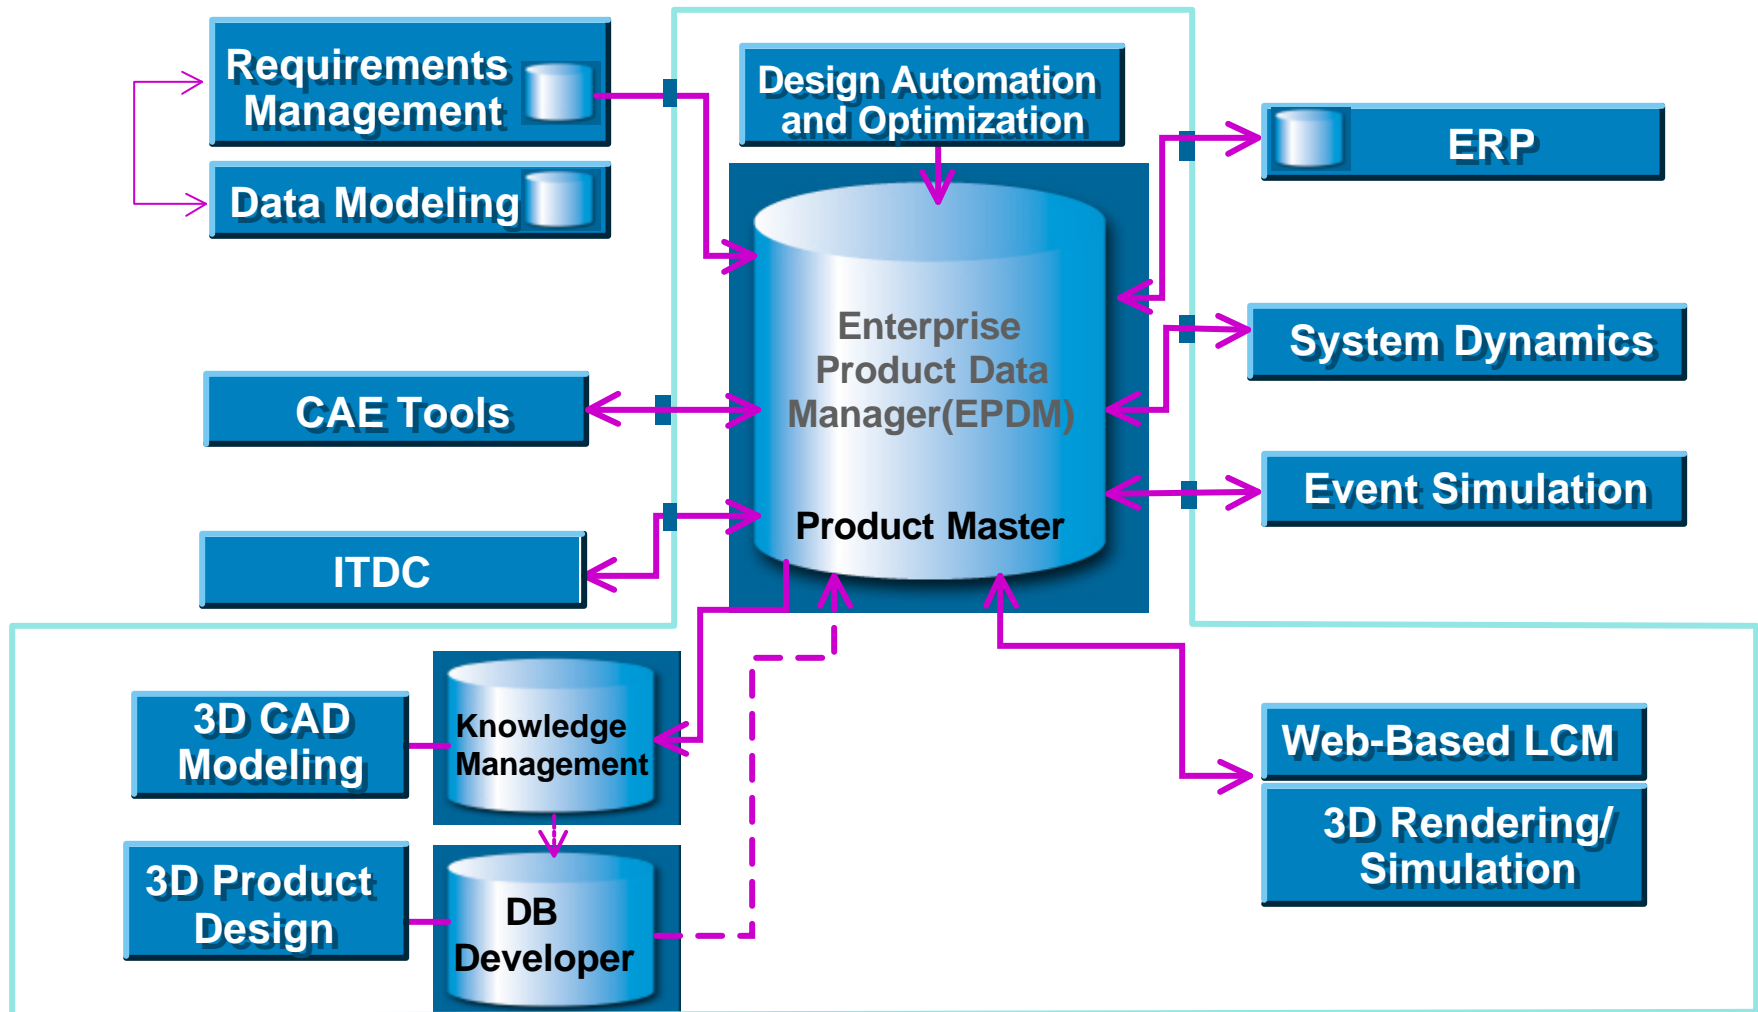 Requirements
Management
Data Modeling
Design Automation
and Optimization
ERP
Enterprise
Product Data
Manager(EPDM)
Product Master
System Dynamics
CAE Tools
Event Simulation
ITDC
3D CAD
Modeling
Knowledge
Management
Web-Based LCM
3D Rendering/
Simulation
3D Product
Design
DB
Developer